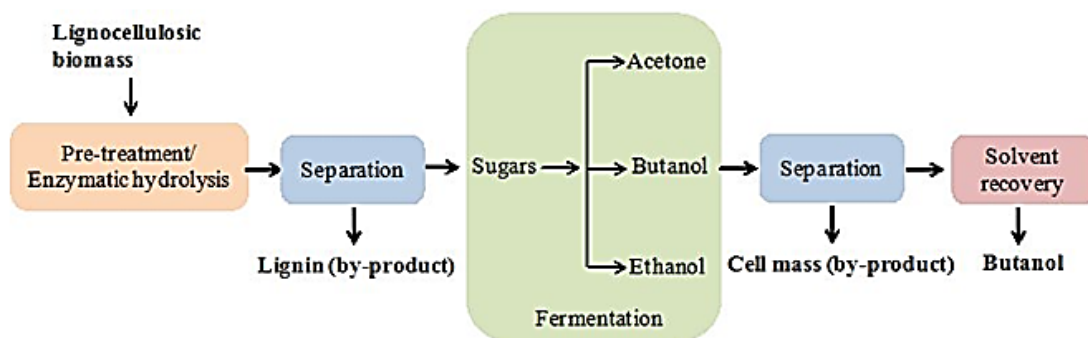 Lignocellulosic
biomass
Pre-treatment/
Enzymatic hydrolysis
Separation
Lignin (by-product)
Sugars
Acetone
Butanol
Ethanol
Fermentation
Separation
Cell mass (by-product)
Solvent
recovery
Butanol